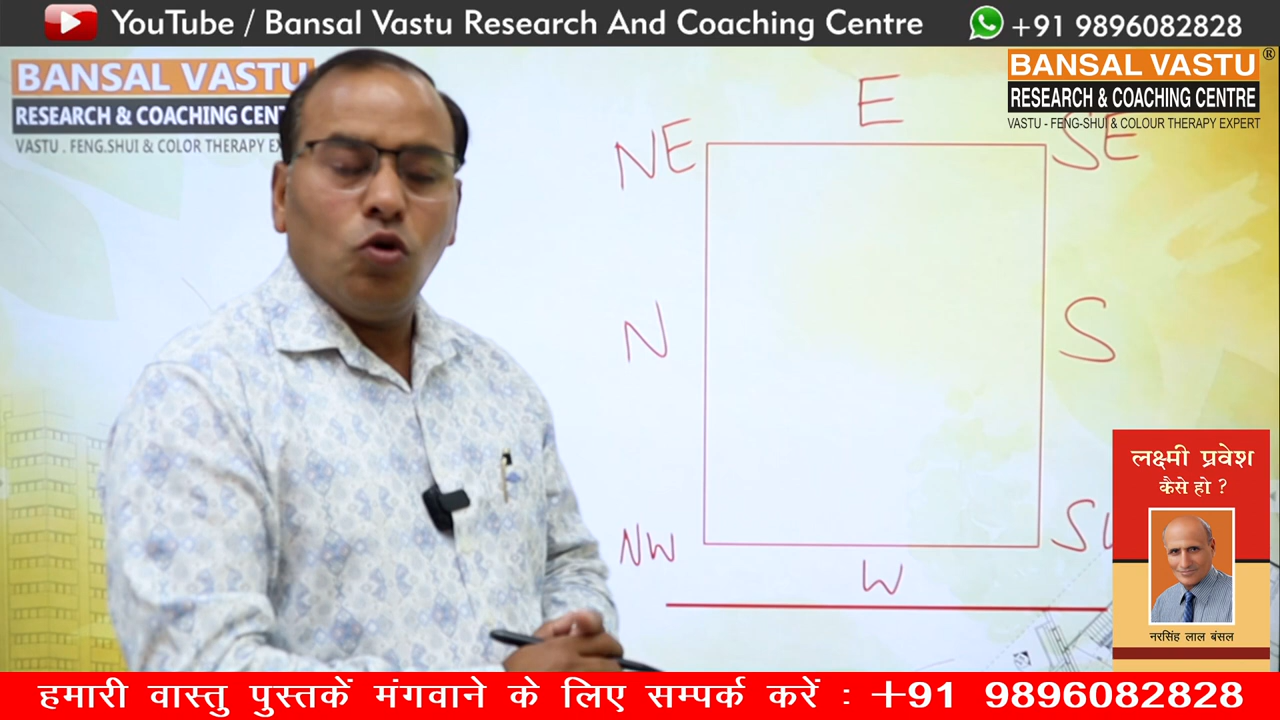 YouTube / Bansal Vastu Research And Coaching Centre
+91 9896082828
BANSAL VASTU
RESEARCH & COACHING CENT
VASTU . FENG.SHUI & COLOR THERAPY EX
BANSAL VASTU®
RESEARCH & COACHING CENTRE
VASTU - FENG-SHUI & COLOUR THERAPY EXPERT
E
NE
SE
N
S
NW
W
लक्ष्मी प्रवेश
कैसे हो ?
नरसिंह लाल बंसल
हमारी वास्तु पुस्तकें मंगवाने के लिए सम्पर्क करें : +91 9896082828